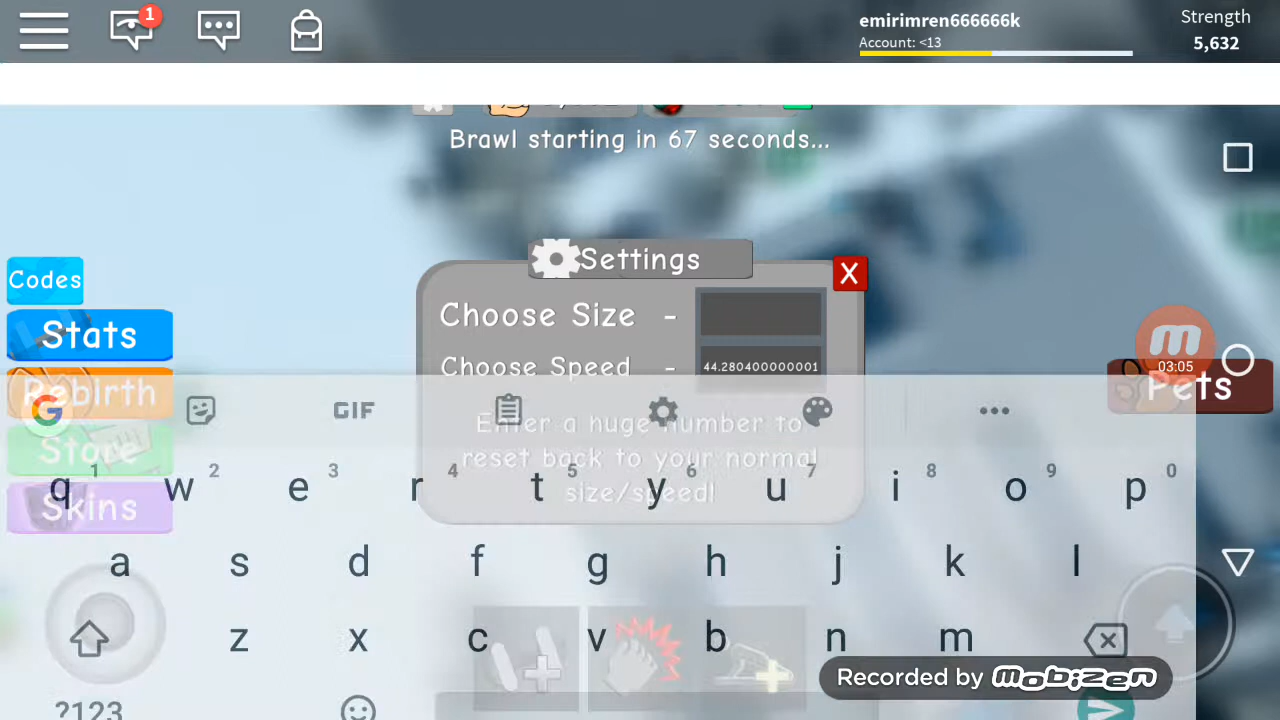 1
emirimren666666k
Account: <13
Strength
5,632
Brawl starting in 67 seconds...
Codes
Stats
Rebirth
Store
Skins
Settings
X
Choose Size -
Choose Speed - 44.280400000001
Enter a huge number to
reset back to your normal
size/speed!
03:05
Pets
G
GIF
1 2 3 4 5 6 7 8 9 0
q w e r t y u i o p
a s d f g h j k l
z x c v b n m
?123
Recorded by mobizen